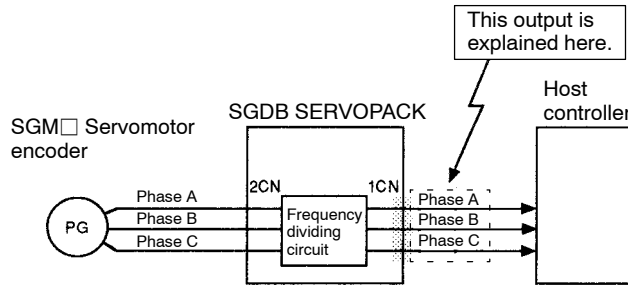 This output is
explained here.
Host
controller
SGDB SERVOPACK
SGM□ Servomotor
encoder
2CN
1CN
Phase A
Phase A
Phase B
Phase B
Phase C
Phase C
PG
Frequency
dividing
circuit